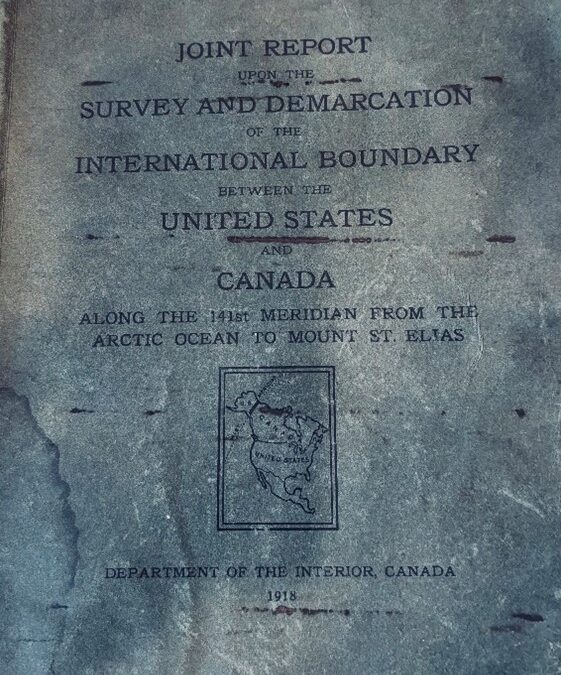 JOINT REPORT
UPON THE
SURVEY AND DEMARCATION
OF THE
INTERNATIONAL BOUNDARY
BETWEEN THE
UNITED STATES
AND
CANADA
ALONG THE 141st MERIDIAN FROM THE
ARCTIC OCEAN TO MOUNT ST. ELIAS
UNITED STATES
DEPARTMENT OF THE INTERIOR, CANADA
1918